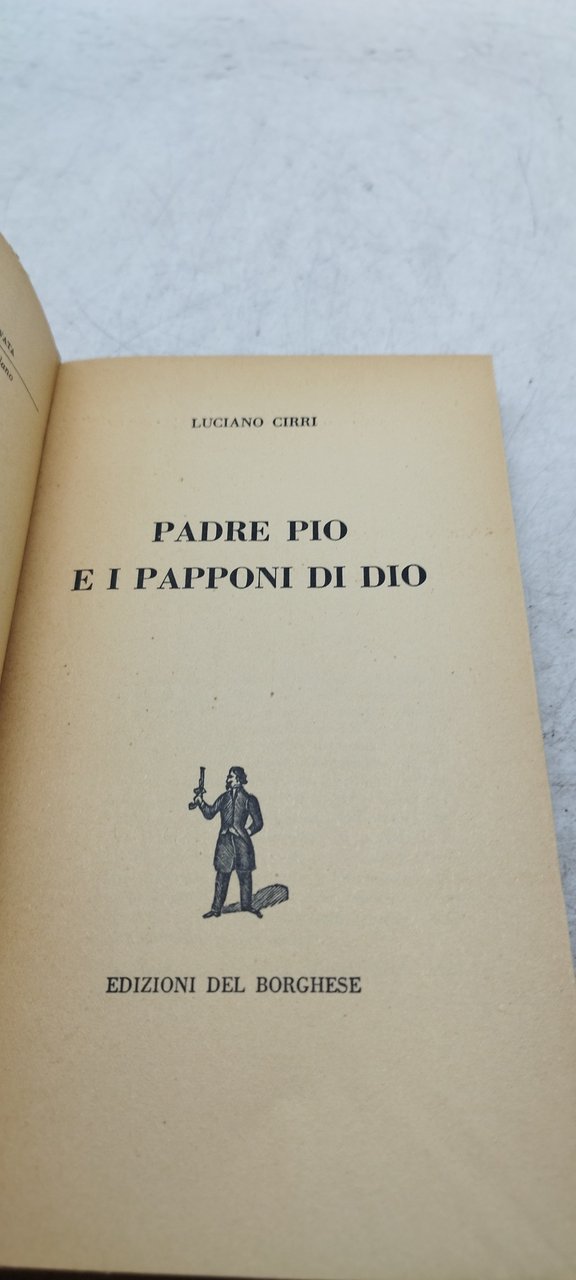 LUCIANO CIRRI
PADRE PIO
E I PAPPONI DI DIO
EDIZIONI DEL BORGHESE